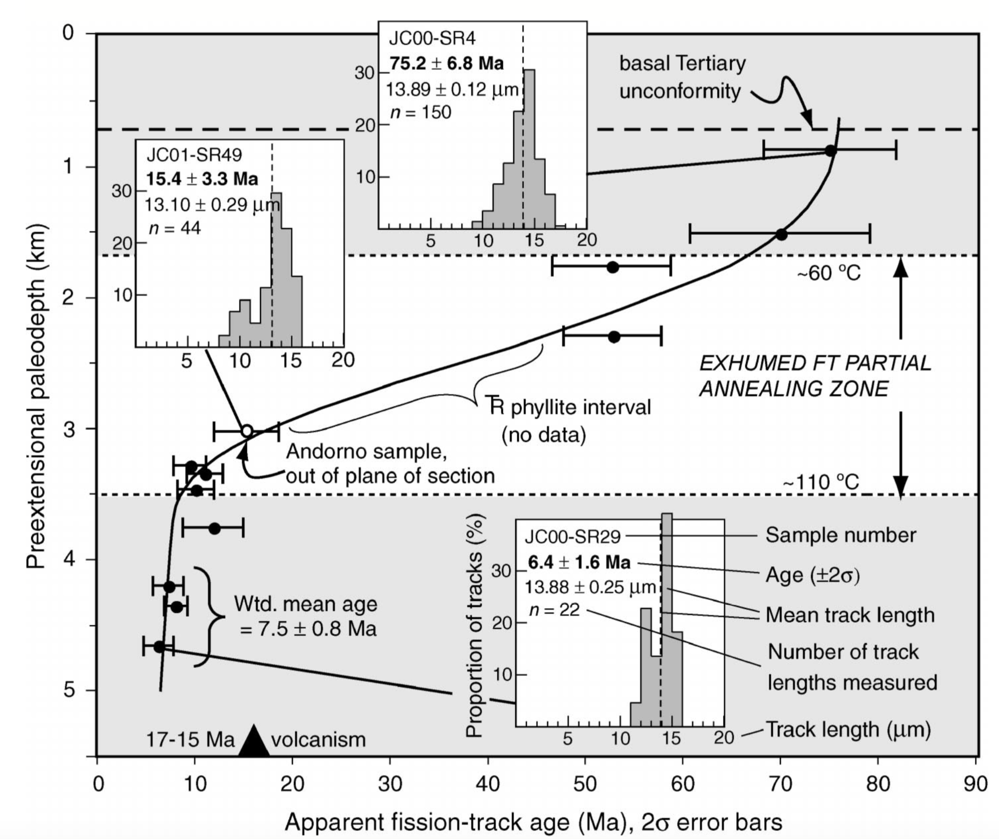 0
1
2
3
4
5
Preextensional paleodepth (km)
JC00-SR4
75.2 ± 6.8 Ma
13.89 ± 0.12 μm
n = 150
30
20
10
5 10 15 20
basal Tertiary
unconformity
JC01-SR49
15.4 ± 3.3 Ma
13.10 ± 0.29 μm
n = 44
30
20
10
5 10 15 20
~60 °C
EXHUMED FT PARTIAL
ANNEALING ZONE
TR phyllite interval
(no data)
Andorno sample,
out of plane of section
~110 °C
Wtd. mean age
= 7.5 ± 0.8 Ma
Proportion of tracks (%)
JC00-SR29
6.4 ± 1.6 Ma
13.88 ± 0.25 μm
n = 22
30
20
10
5 10 15 20
Sample number
Age (±2σ)
Mean track length
Number of track
lengths measured
Track length (μm)
17-15 Ma volcanism
0 10 20 30 40 50 60 70 80 90
Apparent fission-track age (Ma), 2σ error bars